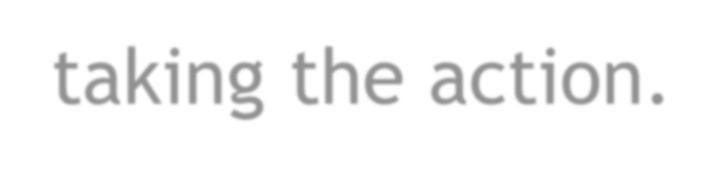 taking the action.